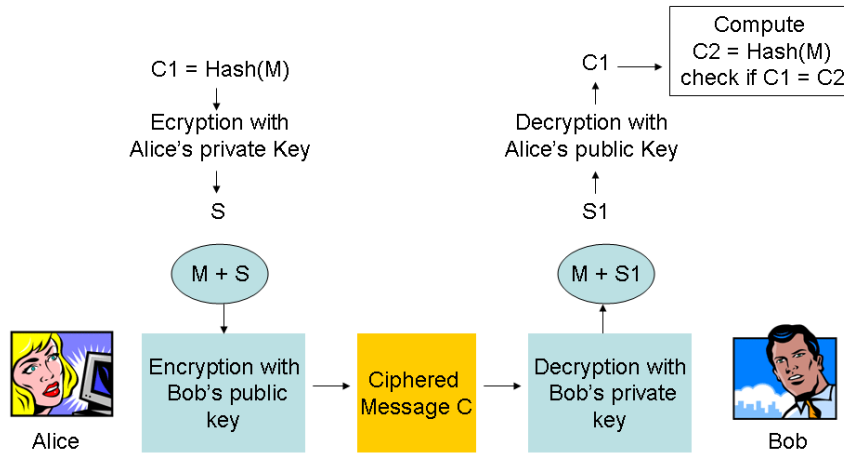 C1 = Hash(M)
Ecryption with
Alice's private Key
S
M + S
Encryption with
Bob's public
key
Alice
Ciphered
Message C
Decryption with
Bob's private
key
Bob
M + S1
S1
Decryption with
Alice's public Key
C1
Compute
C2 = Hash(M)
check if C1 = C2